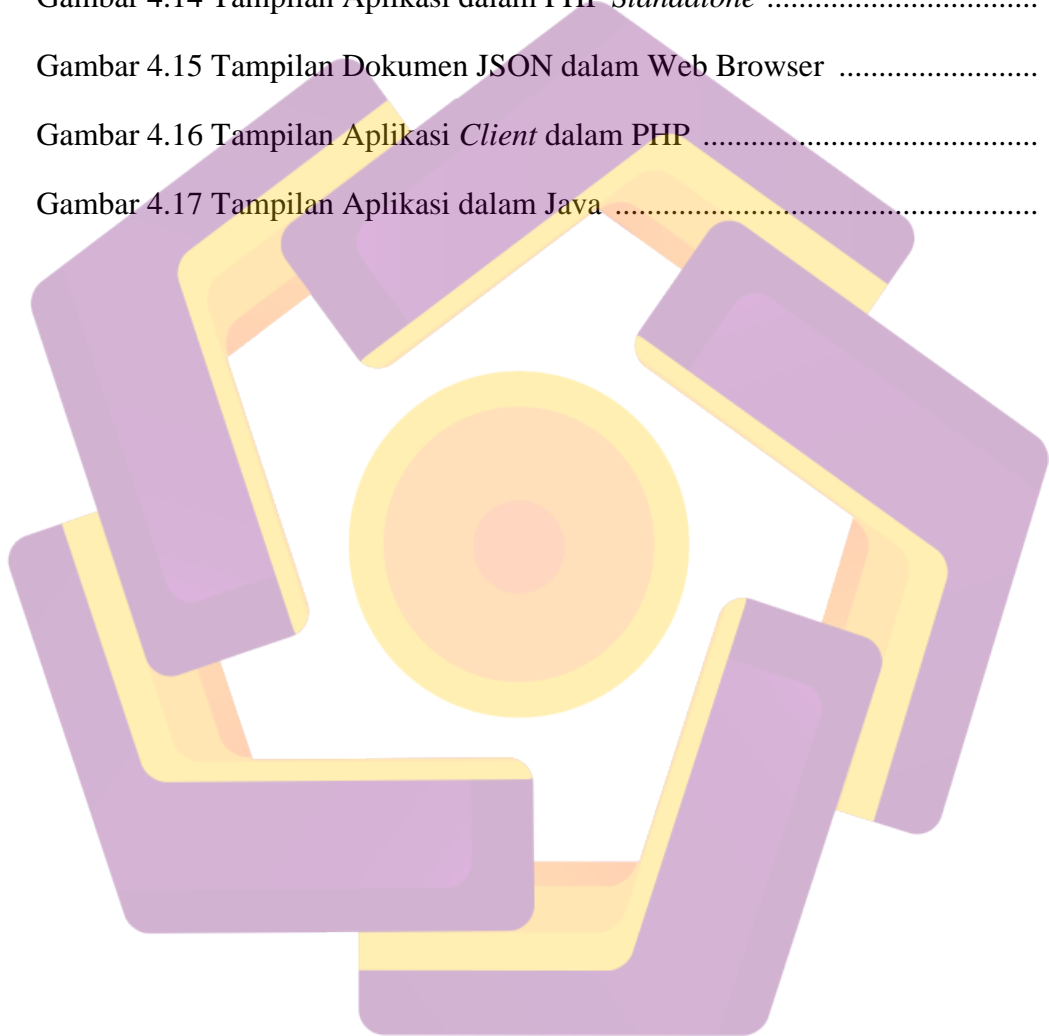 Gambar 4.14 Tampilan Aplikasi dalam PHP Standalone ..........................................
Gambar 4.15 Tampilan Dokumen JSON dalam Web Browser .........................
Gambar 4.16 Tampilan Aplikasi Client dalam PHP ..........................................
Gambar 4.17 Tampilan Aplikasi dalam Java .....................................................